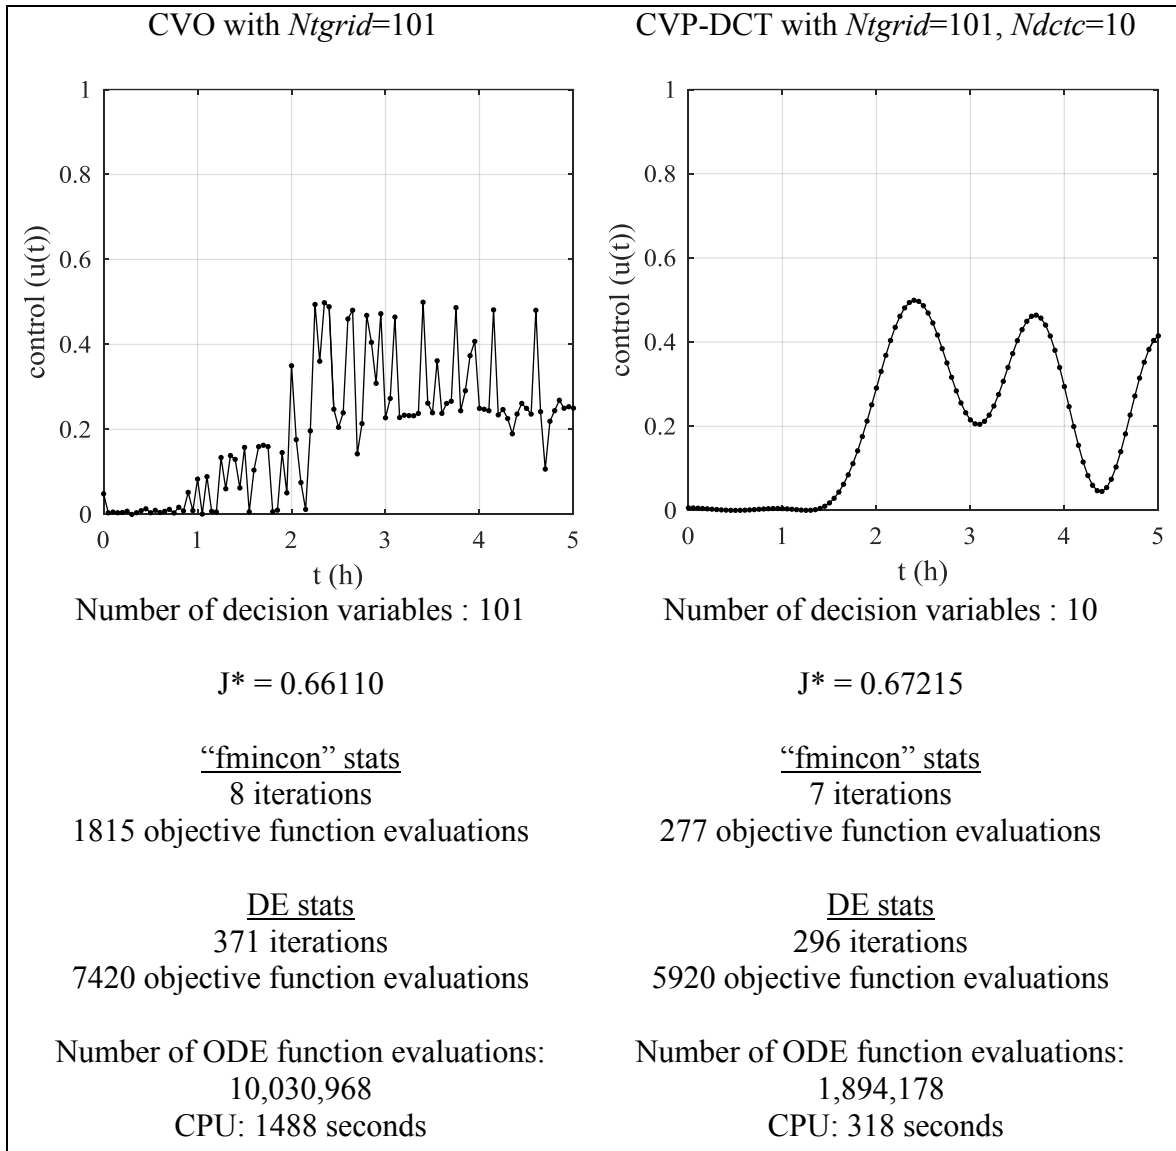 CVO with Ntgrid=101
1
0.8
0.6
0.4
0.2
0
control (u(t))
0 1 2 3 4 5
t (h)
Number of decision variables : 101
J* = 0.66110
“fmincon” stats
8 iterations
1815 objective function evaluations
DE stats
371 iterations
7420 objective function evaluations
Number of ODE function evaluations:
10,030,968
CPU: 1488 seconds
CVP-DCT with Ntgrid=101, Ndctc=10
1
0.8
0.6
0.4
0.2
0
control (u(t))
0 1 2 3 4 5
t (h)
Number of decision variables : 10
J* = 0.67215
“fmincon” stats
7 iterations
277 objective function evaluations
DE stats
296 iterations
5920 objective function evaluations
Number of ODE function evaluations:
1,894,178
CPU: 318 seconds